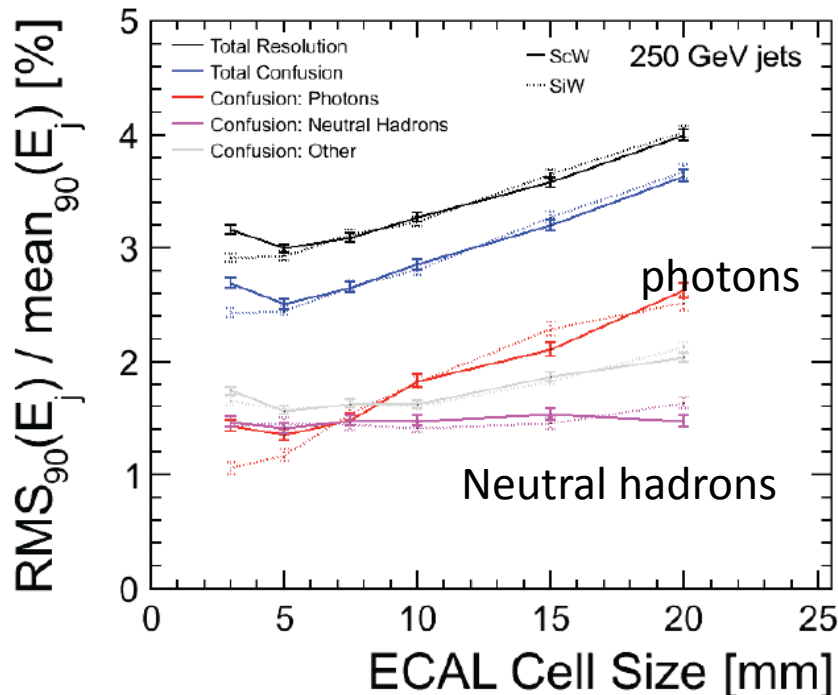 RMS90(Ej) / mean90(Ej) [%]
5
4
3
2
1
0
Total Resolution
Total Confusion
Confusion: Photons
Confusion: Neutral Hadrons
Confusion: Other
ScW
SiW
250 GeV jets
photons
Neutral hadrons
0 5 10 15 20 25
ECAL Cell Size [mm]